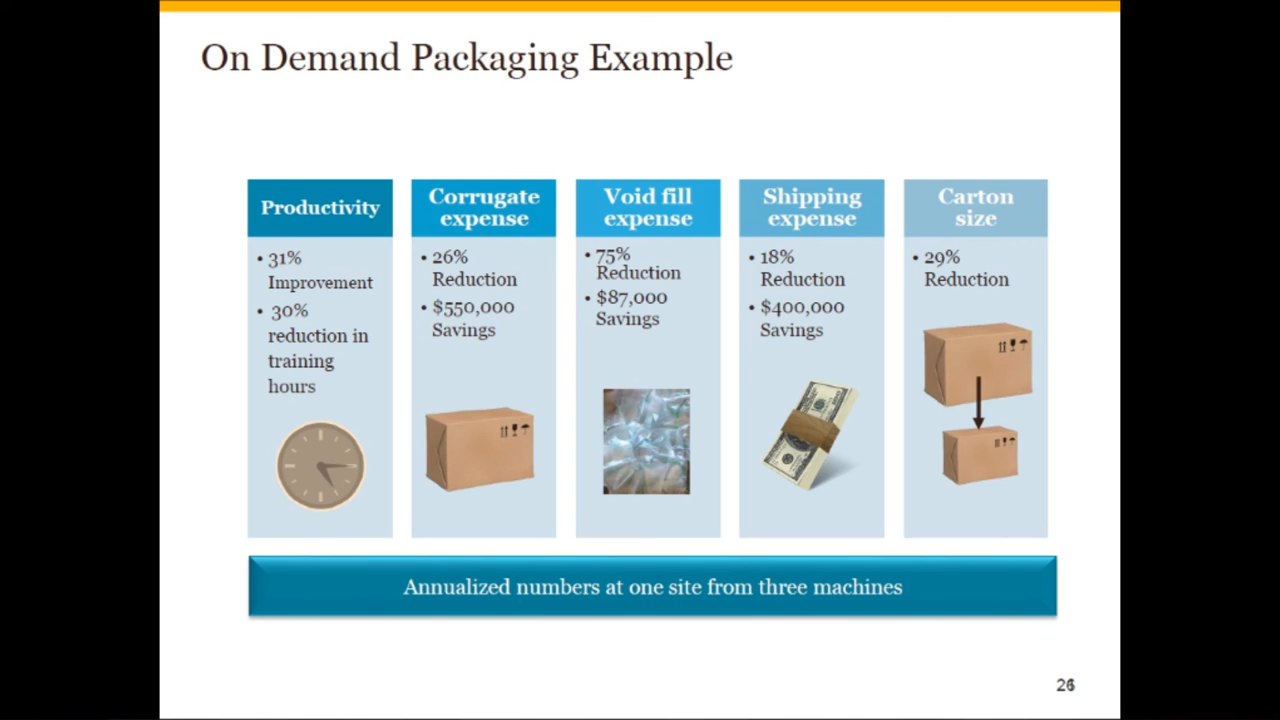 On Demand Packaging Example
Productivity
• 31%
Improvement
• 30%
reduction in
training
hours
Corrugate
expense
• 26%
Reduction
• $550,000
Savings
Void fill
expense
• 75%
Reduction
• $87,000
Savings
Shipping
expense
• 18%
Reduction
• $400,000
Savings
Carton
size
• 29%
Reduction
Annualized numbers at one site from three machines